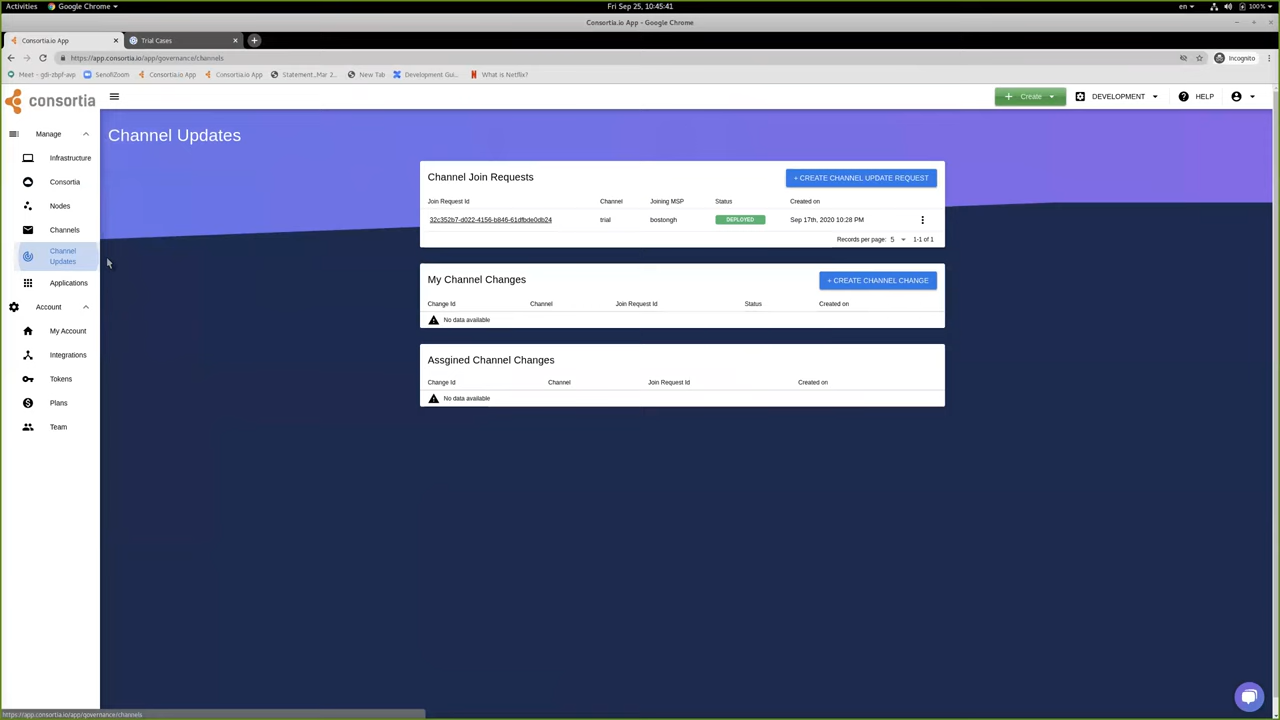 Activities
Google Chrome
Fri Sep 25, 10:45:41
en
100%
Consortia.io App - Google Chrome
Consortia.io App
Trial Cases
https://app.consortia.io/app/governance/channels
Incognito
Meet - gdi-zbpf-avp
SenofiZoom
Consortia.io App
Consortia.io App
Statement_Mar 2...
New Tab
Development Gui...
What is Netflix?
consortia
Create
DEVELOPMENT
HELP
Manage
Infrastructure
Consortia
Nodes
Channels
Channel
Updates
Applications
Account
My Account
Integrations
Tokens
Plans
Team
Channel Updates
Channel Join Requests
+ CREATE CHANNEL UPDATE REQUEST
Join Request Id Channel Joining MSP Status Created on
32c352b7-d022-4156-b846-61dfbde0db24 trial bostongh DEPLOYED Sep 17th, 2020 10:28 PM
Records per page: 5 1-1 of 1
My Channel Changes
+ CREATE CHANNEL CHANGE
Change Id Channel Join Request Id Status Created on
No data available
Assgined Channel Changes
Change Id Channel Join Request Id Created on
No data available
https://app.consortia.io/app/governance/channels